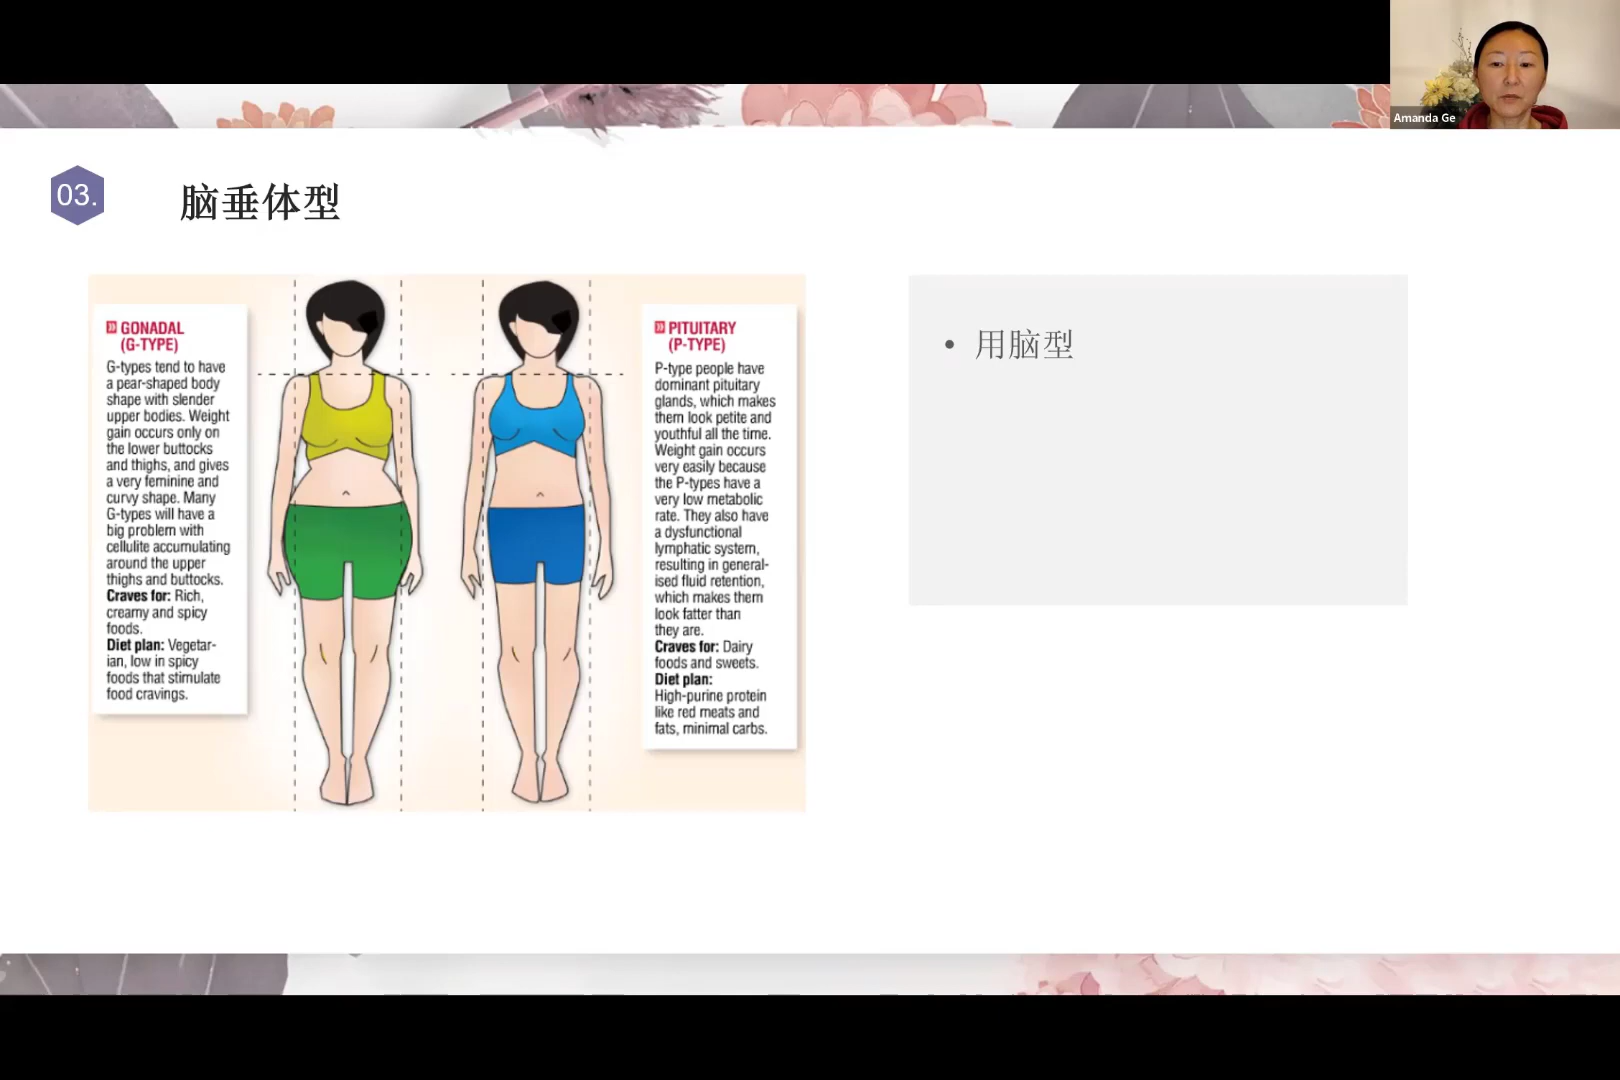 Amanda Ge
03.
脑垂体型
GONADAL
(G-TYPE)
G-types tend to have
a pear-shaped body
shape with slender
upper bodies. Weight
gain occurs only on
the lower buttocks
and thighs, and gives
a very feminine and
curvy shape. Many
G-types will have a
big problem with
cellulite accumulating
around the upper
thighs and buttocks.
Craves for: Rich,
creamy and spicy
foods.
Diet plan: Vegetar-
ian, low in spicy
foods that stimulate
food cravings.
PITUITARY
(P-TYPE)
P-type people have
dominant pituitary
glands, which makes
them look petite and
youthful all the time.
Weight gain occurs
very easily because
the P-types have a
very low metabolic
rate. They also have
a dysfunctional
lymphatic system,
resulting in general-
ised fluid retention,
which makes them
look fatter than
they are.
Craves for: Dairy
foods and sweets.
Diet plan:
High-purine protein
like red meats and
fats, minimal carbs.
• 用脑型